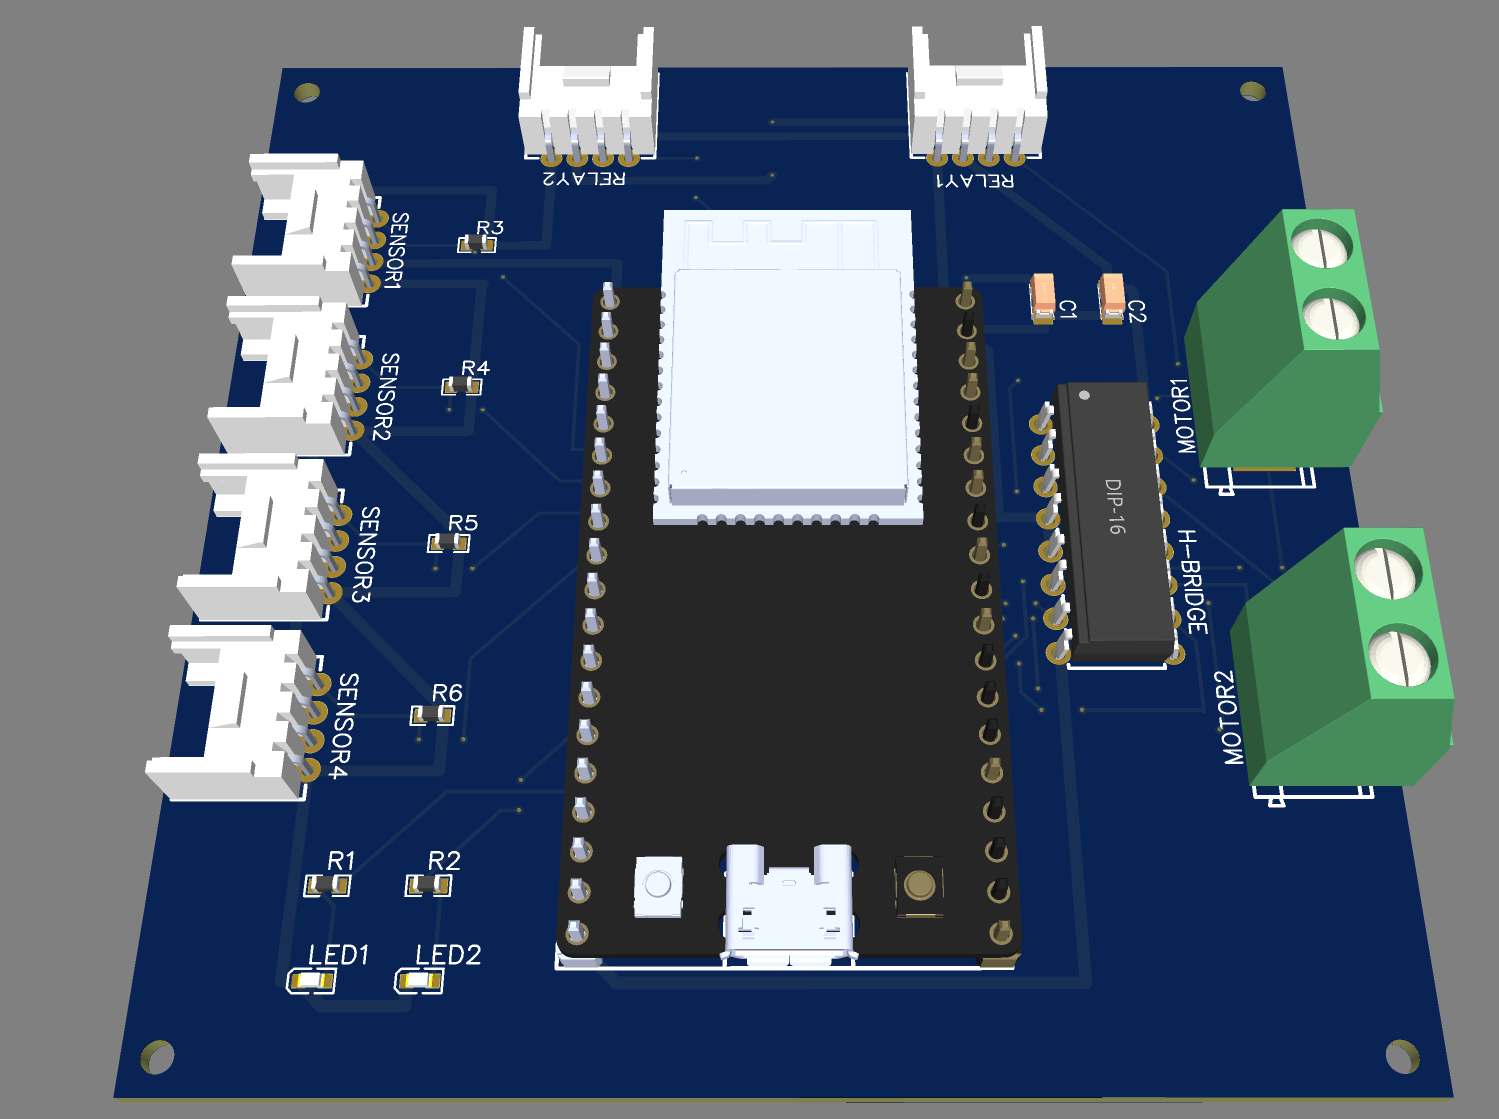 RELAY2
RELAY1
SENSOR1
R3
C1
C2
SENSOR2
R4
MOTOR1
DIP-16
SENSOR3
R5
H-BRIDGE
SENSOR4
R6
MOTOR2
R1
R2
LED1
LED2